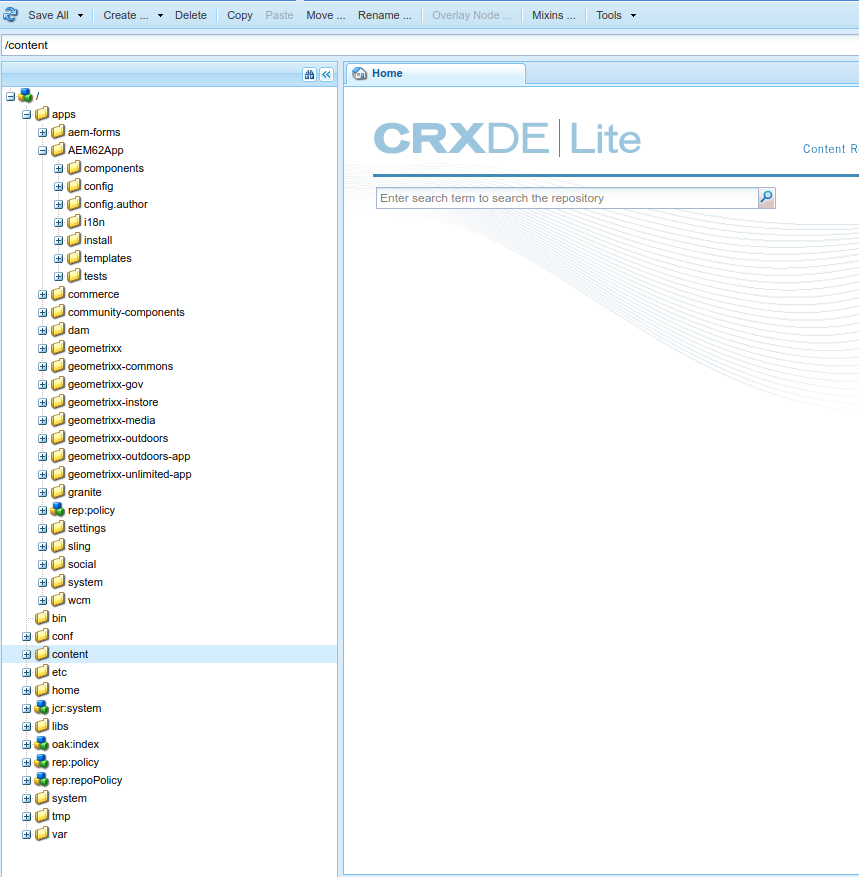 Save All Create ... Delete Copy Paste Move ... Rename ... Overlay Node ... Mixins ... Tools
/content
Home
/
apps
aem-forms
AEM62App
components
config
config.author
i18n
install
templates
tests
commerce
community-components
dam
geometrixx
geometrixx-commons
geometrixx-gov
geometrixx-instore
geometrixx-media
geometrixx-outdoors
geometrixx-outdoors-app
geometrixx-unlimited-app
granite
rep:policy
settings
sling
social
system
wcm
bin
conf
content
etc
home
jcr:system
libs
oak:index
rep:policy
rep:repoPolicy
system
tmp
var
CRXDE Lite
Content R
Enter search term to search the repository